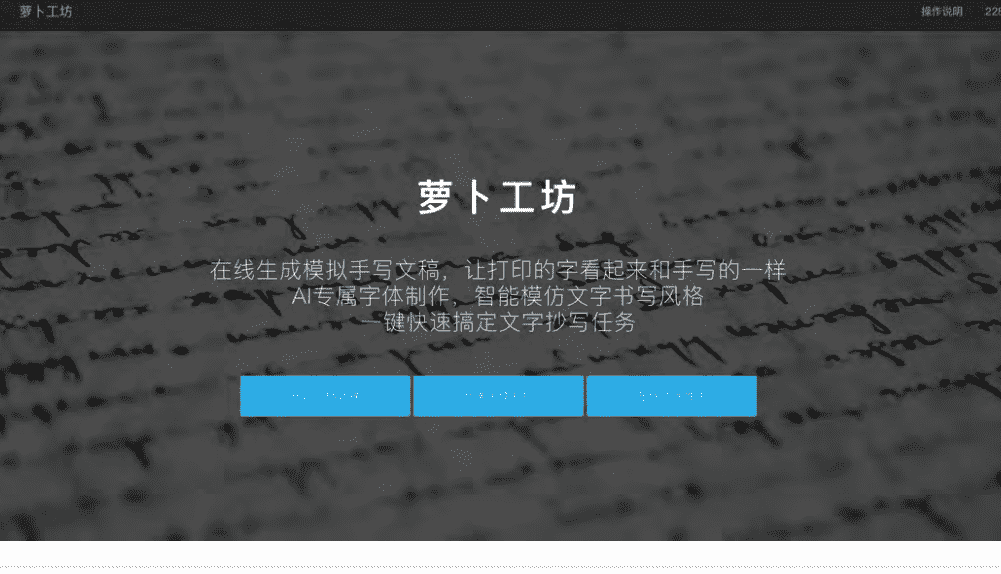 萝卜工坊
操作说明
萝卜工坊
在线生成模拟手写文稿，让打印的字看起来和手写的一样
AI专属字体制作，智能模仿文字书写风格
一键快速搞定文字抄写任务